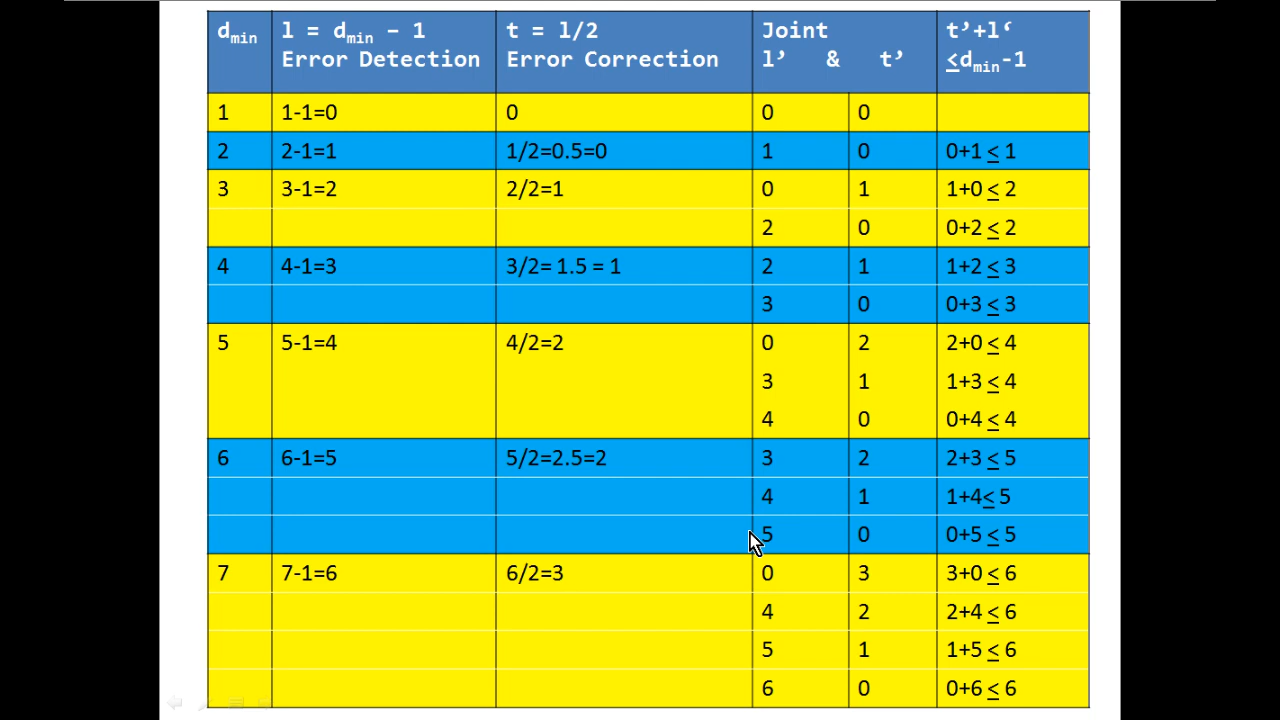 dmin l = dmin – 1 t = l/2 Joint t’+l‘
Error Detection Error Correction l’ & t’ ≤dmin-1
1 1-1=0 0 0 0
2 2-1=1 1/2=0.5=0 1 0 0+1 ≤ 1
3 3-1=2 2/2=1 0 1 1+0 ≤ 2
2 0 0+2 ≤ 2
4 4-1=3 3/2= 1.5 = 1 2 1 1+2 ≤ 3
3 0 0+3 ≤ 3
5 5-1=4 4/2=2 0 2 2+0 ≤ 4
3 1 1+3 ≤ 4
4 0 0+4 ≤ 4
6 6-1=5 5/2=2.5=2 3 2 2+3 ≤ 5
4 1 1+4≤ 5
5 0 0+5 ≤ 5
7 7-1=6 6/2=3 0 3 3+0 ≤ 6
4 2 2+4 ≤ 6
5 1 1+5 ≤ 6
6 0 0+6 ≤ 6